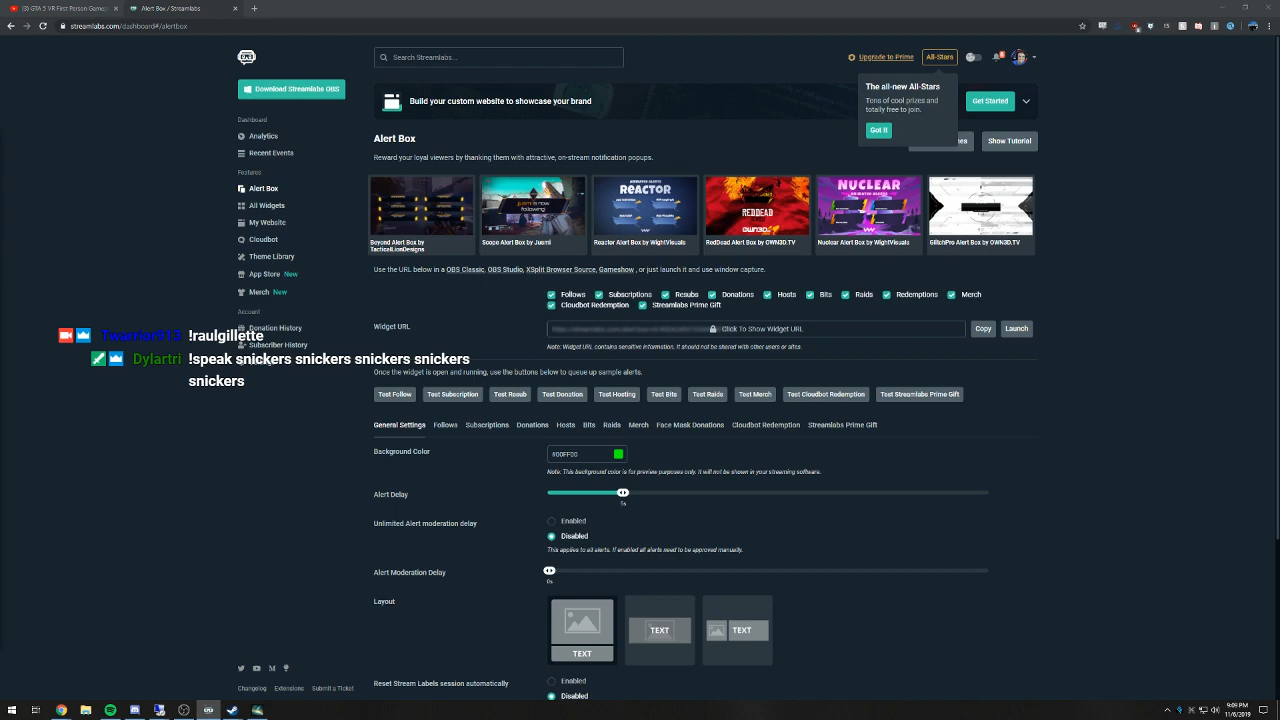 (3) GTA 5 VR First Person Gamep
Alert Box | Streamlabs
streamlabs.com/dashboard#/alertbox
Search Streamlabs...
Upgrade to Prime
All-Stars
Download Streamlabs OBS
Build your custom website to showcase your brand
The all-new All-Stars
Tons of cool prizes and
totally free to join.
Got it
Get Started
Dashboard
Analytics
Recent Events
Features
Alert Box
All Widgets
My Website
Cloudbot
Theme Library
App Store New
Merch New
Account
Donation History
Subscriber History
Alert Box
Reward your loyal viewers by thanking them with attractive, on-stream notification popups.
Show Tutorial
Beyond Alert Box by
TacticalLionDesigns
Scope Alert Box by Jusmi
REACTOR
Reactor Alert Box by WightVisuals
REDDEAD
RedDead Alert Box by OWN3D.TV
NUCLEAR
Nuclear Alert Box by WightVisuals
GlitchPro Alert Box by OWN3D.TV
Use the URL below in a OBS Classic, OBS Studio, XSplit Browser Source, Gameshow , or just launch it and use window capture.
Follows Subscriptions Resubs Donations Hosts Bits Raids Redemptions Merch
Cloudbot Redemption Streamlabs Prime Gift
Widget URL
Click To Show Widget URL
Copy
Launch
Note: Widget URL contains sensitive information. It should not be shared with other users or sites.
Twarrior913 !raulgillette
Dylartri !speak snickers snickers snickers snickers
snickers
Once the widget is open and running, use the buttons below to queue up sample alerts.
Test Follow Test Subscription Test Resub Test Donation Test Hosting Test Bits Test Raids Test Merch Test Cloudbot Redemption Test Streamlabs Prime Gift
General Settings Follows Subscriptions Donations Hosts Bits Raids Merch Face Mask Donations Cloudbot Redemption Streamlabs Prime Gift
Background Color
#00FF00
Note: This background color is for preview purposes only. It will not be shown in your streaming software.
Alert Delay
5s
Unlimited Alert moderation delay
Enabled
Disabled
This applies to all alerts. If enabled all alerts need to be approved manually.
Alert Moderation Delay
0s
Layout
TEXT
TEXT
TEXT
Reset Stream Labels session automatically
Enabled
Disabled
Changelog Extensions Submit a Ticket
9:09 PM
11/6/2019